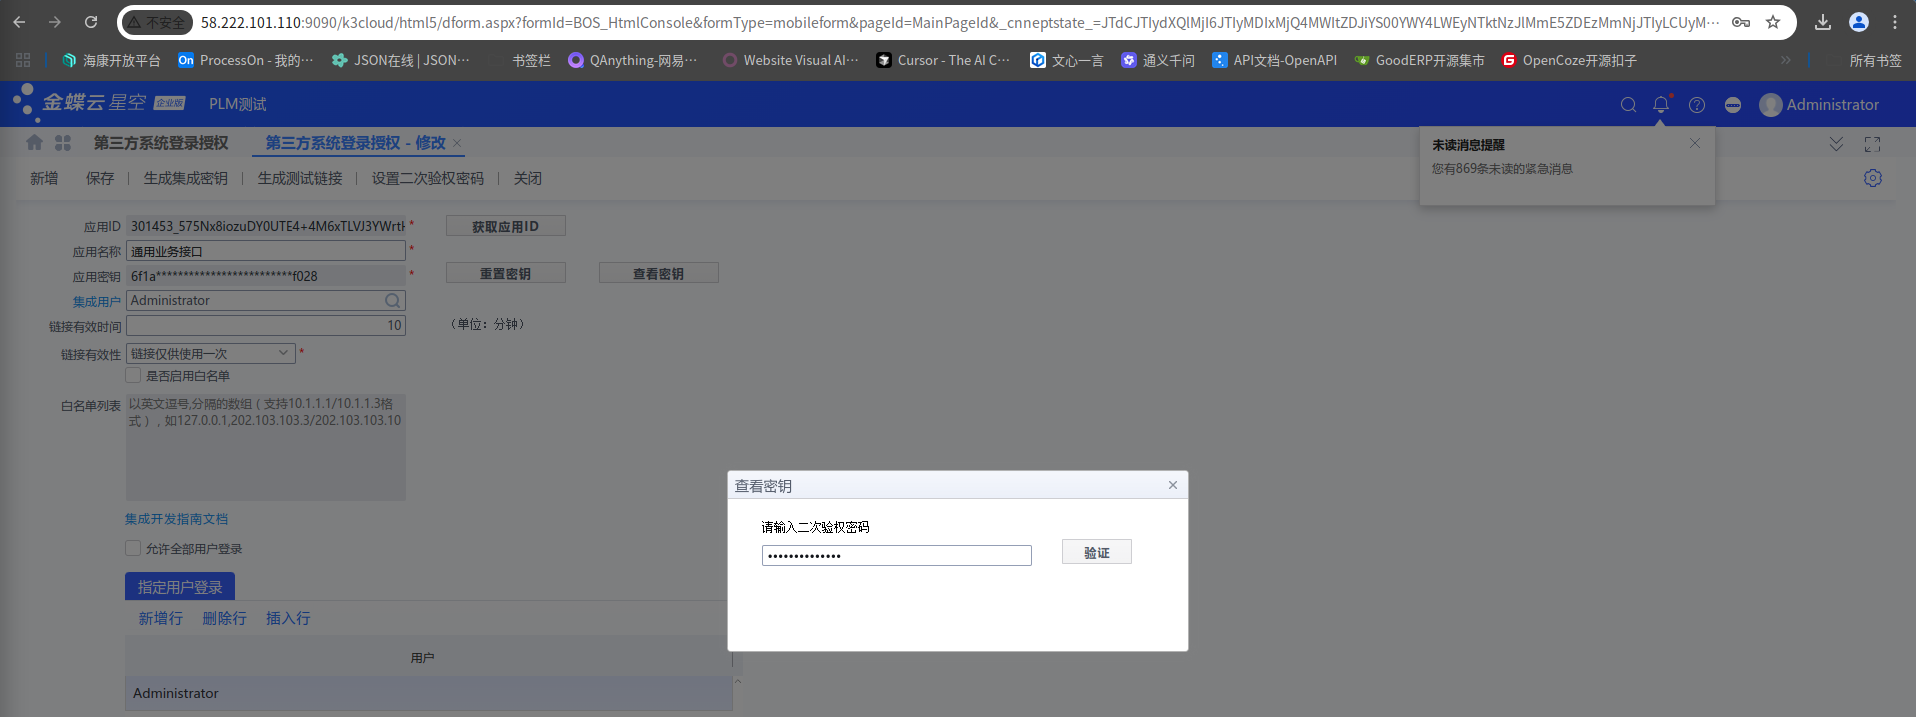 不安全 58.222.101.110:9090/k3cloud/html5/dform.aspx?formId=BOS_HtmlConsole&formType=mobileform&pageId=MainPageId&_cnneptstate_=
海康开放平台 On ProcessOn - 我的… JSON在线 | JSON… 书签栏 QAnything-网易… Website Visual AI… Cursor - The AI C… 文心一言 通义千问 API文档-OpenAPI GoodERP开源集市 OpenCoze开源扣子 » 所有书签
金蝶云 星空 企业版 PLM测试 Administrator
第三方系统登录授权 第三方系统登录授权 - 修改
新增 保存 生成集成密钥 生成测试链接 设置二次验权密码 关闭
未读消息提醒
您有869条未读的紧急消息
应用ID 301453_575Nx8iozuDY0UTE4+4M6xTLVJ3YWrtI * 获取应用ID
应用名称 通用业务接口 *
应用密钥 6f1a*************************f028 * 重置密钥 查看密钥
集成用户 Administrator
链接有效时间 10 （单位：分钟）
链接有效性 链接仅供使用一次 *
是否启用白名单
白名单列表 以英文逗号,分隔的数组（支持10.1.1.1/10.1.1.3格
式），如127.0.0.1,202.103.103.3/202.103.103.10
集成开发指南文档
允许全部用户登录
指定用户登录
新增行 删除行 插入行
用户
Administrator
查看密钥
请输入二次验权密码
•••••••••••••• 验证